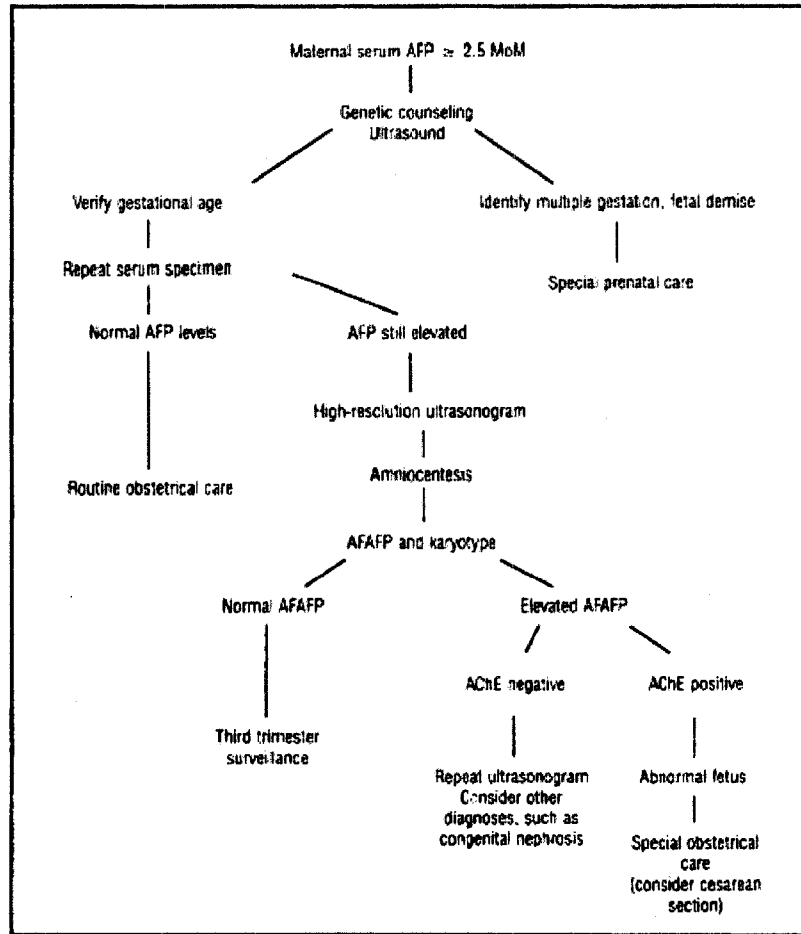 Maternal serum AFP ≥ 2.5 MoM
Genetic counseling
Ultrasound
Verify gestational age
Identify multiple gestation, fetal demise
Repeat serum specimen
Special prenatal care
Normal AFP levels
AFP still elevated
High-resolution ultrasonogram
Routine obstetrical care
Amniocentesis
AFAFP and karyotype
Normal AFAFP
Elevated AFAFP
AChE negative
AChE positive
Third trimester
surveillance
Repeat ultrasonogram
Consider other
diagnoses, such as
congenital nephrosis
Abnormal fetus
Special obstetrical
care
(consider cesarean
section)